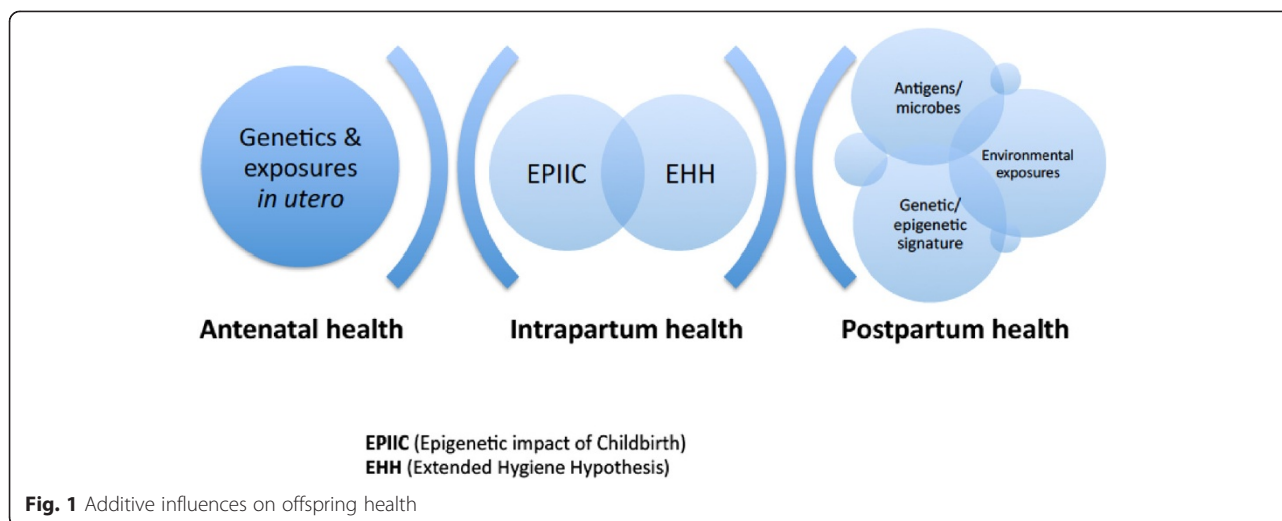 Genetics &
exposures
in utero
EPIIC
EHH
Antigens/
microbes
Environmental
exposures
Genetic/
epigenetic
signature
Antenatal health
Intrapartum health
Postpartum health
EPIIC (Epigenetic impact of Childbirth)
EHH (Extended Hygiene Hypothesis)
Fig. 1 Additive influences on offspring health